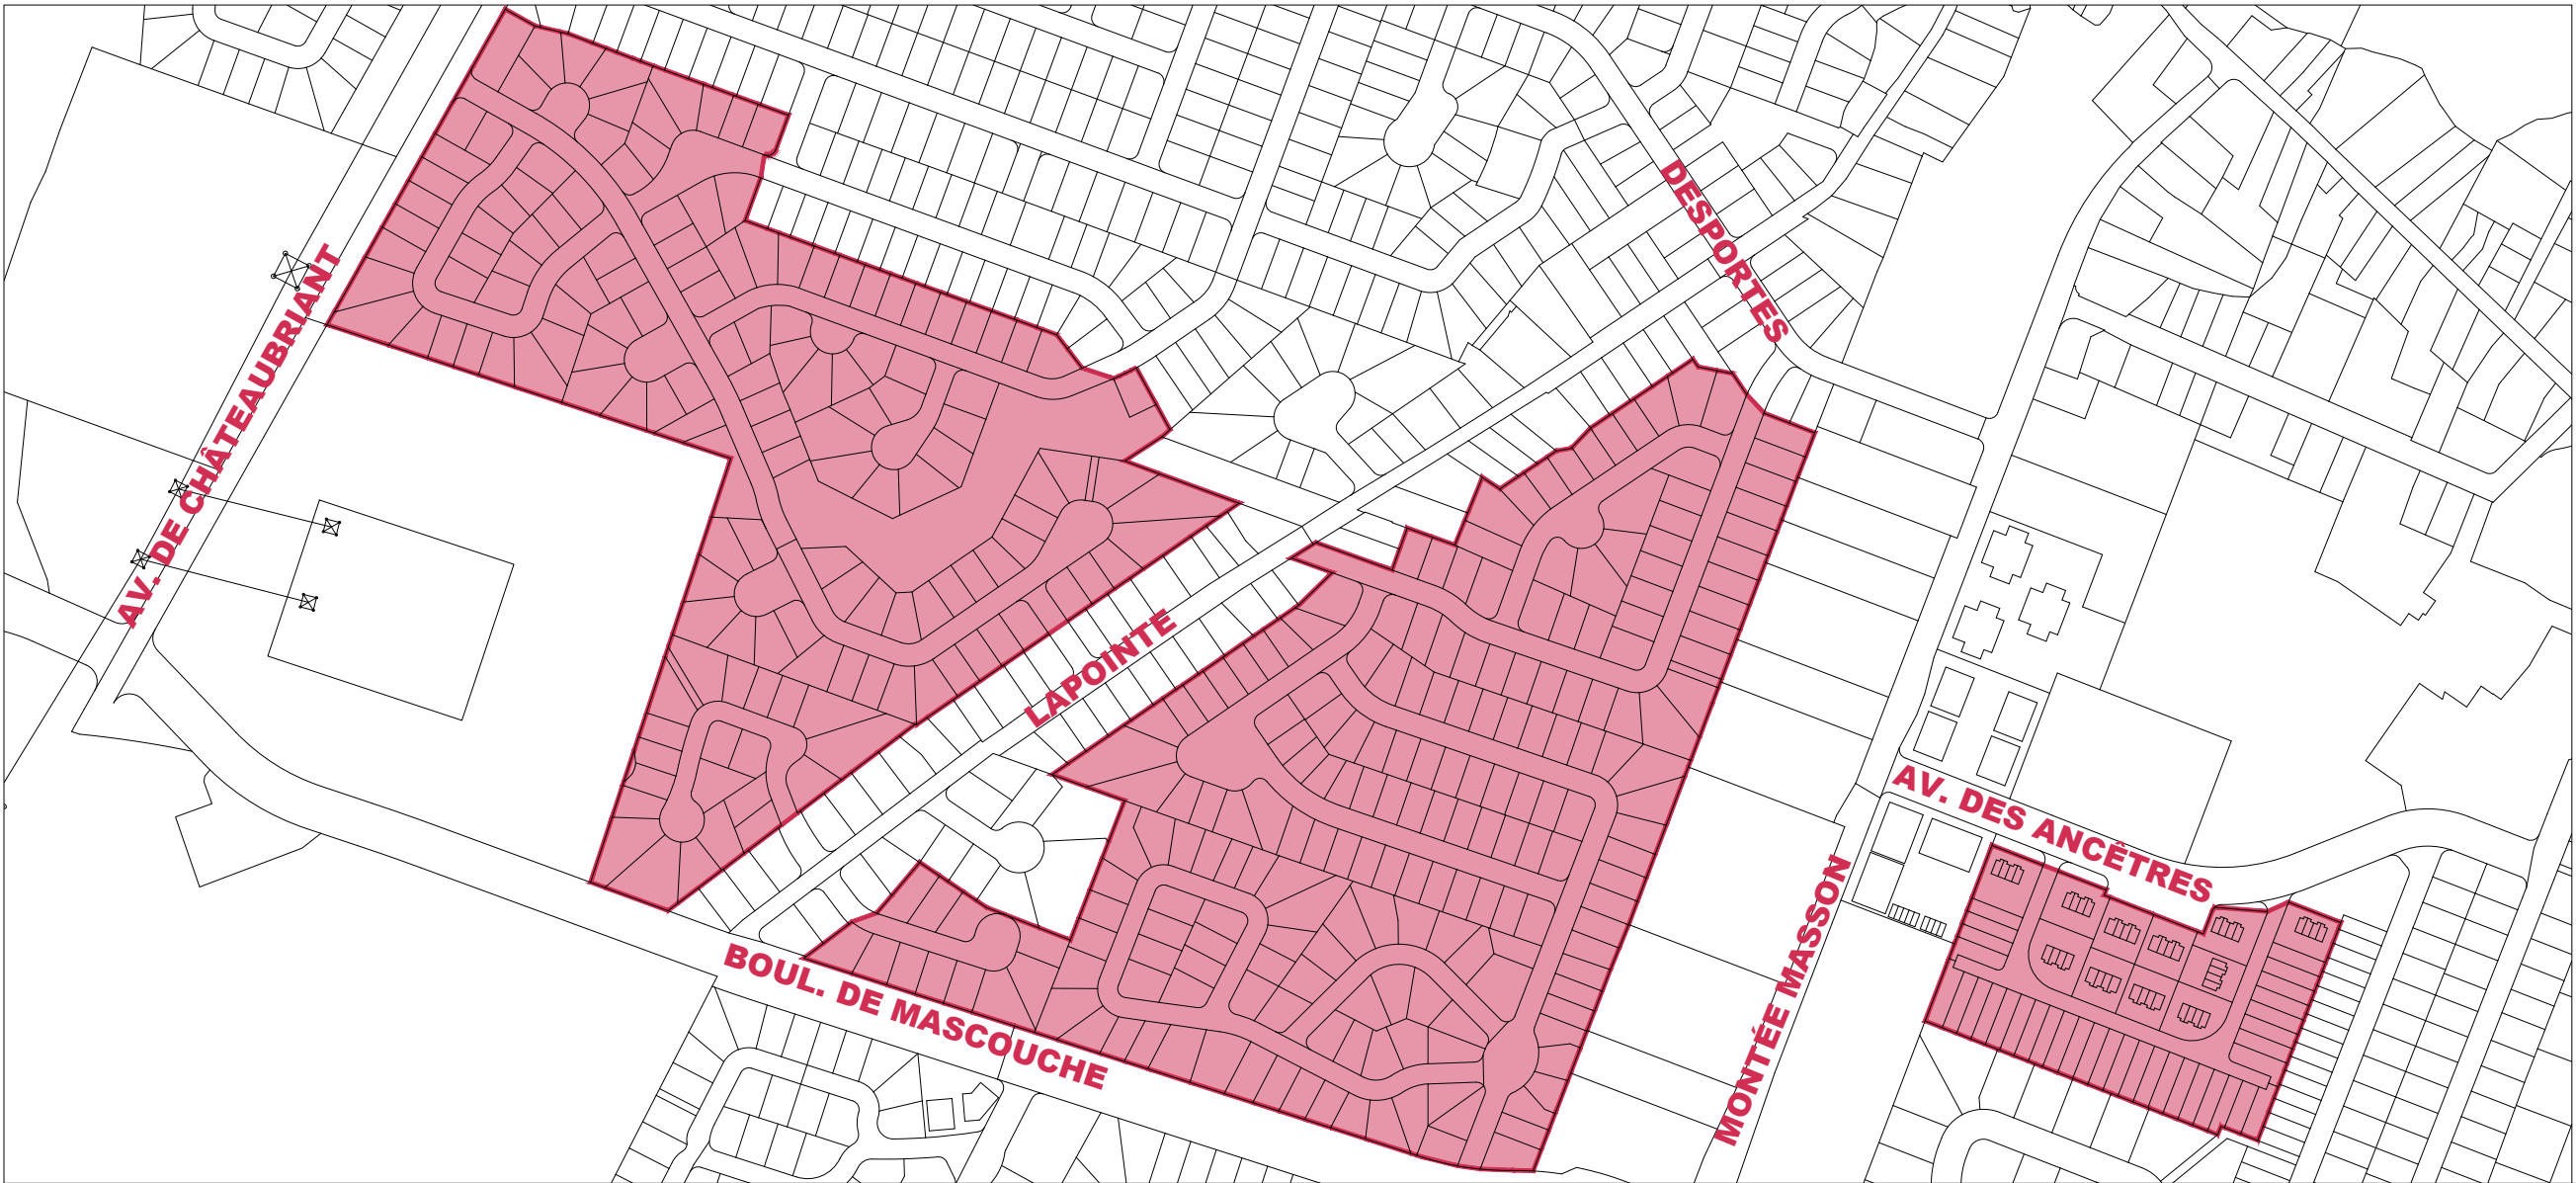 DESPORTES
AV. DE CHÂTEAUBRIANT
LAPOINTE
AV. DES ANCÊTRES
MONTÉE MASSON
BOUL. DE MASCOUCHE